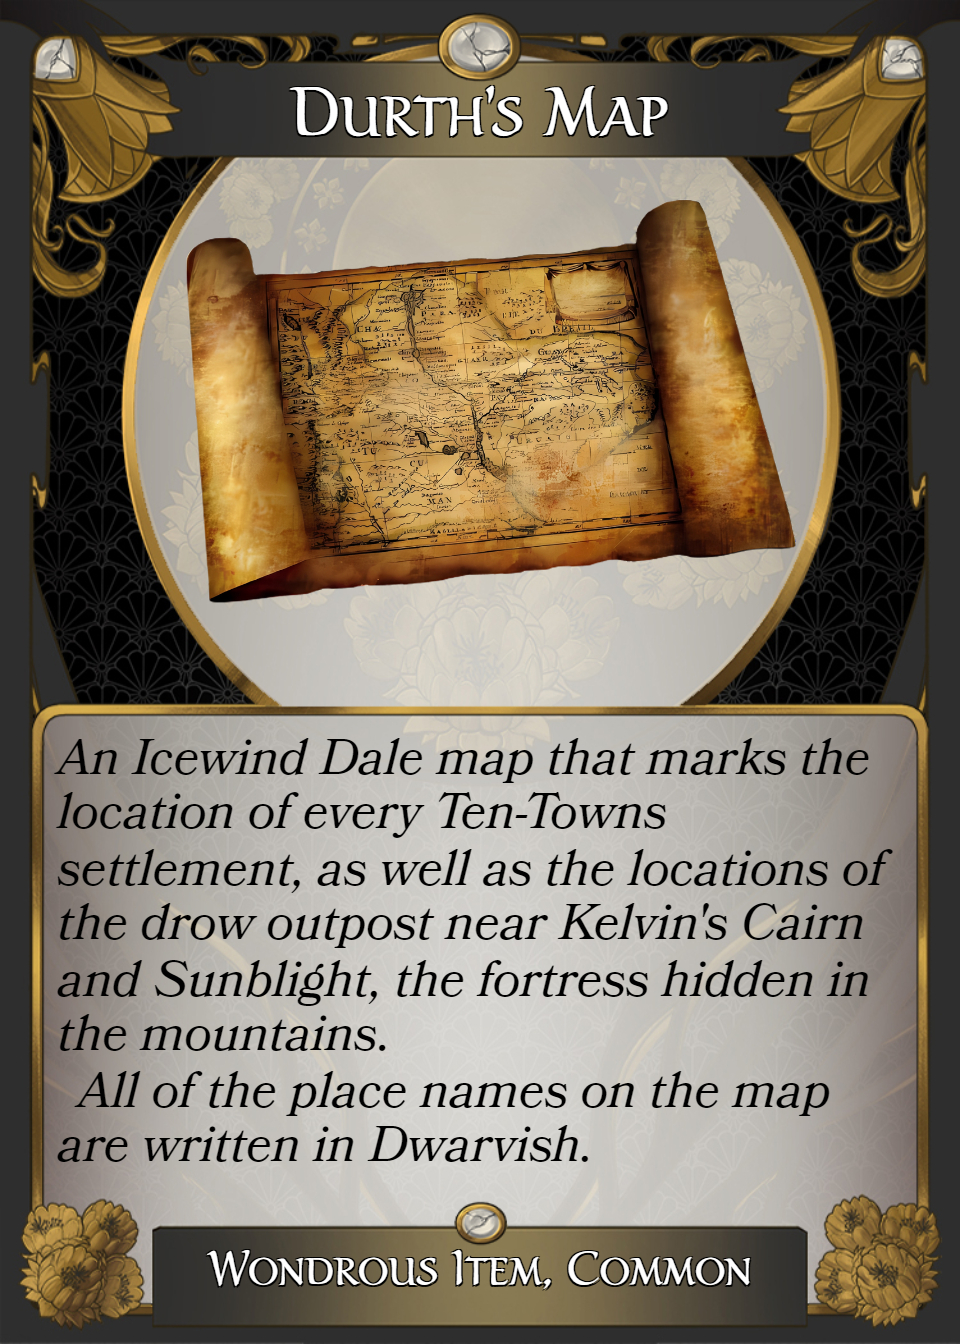 Durth's Map
An Icewind Dale map that marks the
location of every Ten-Towns
settlement, as well as the locations of
the drow outpost near Kelvin's Cairn
and Sunblight, the fortress hidden in
the mountains.
All of the place names on the map
are written in Dwarvish.
Wondrous Item, Common